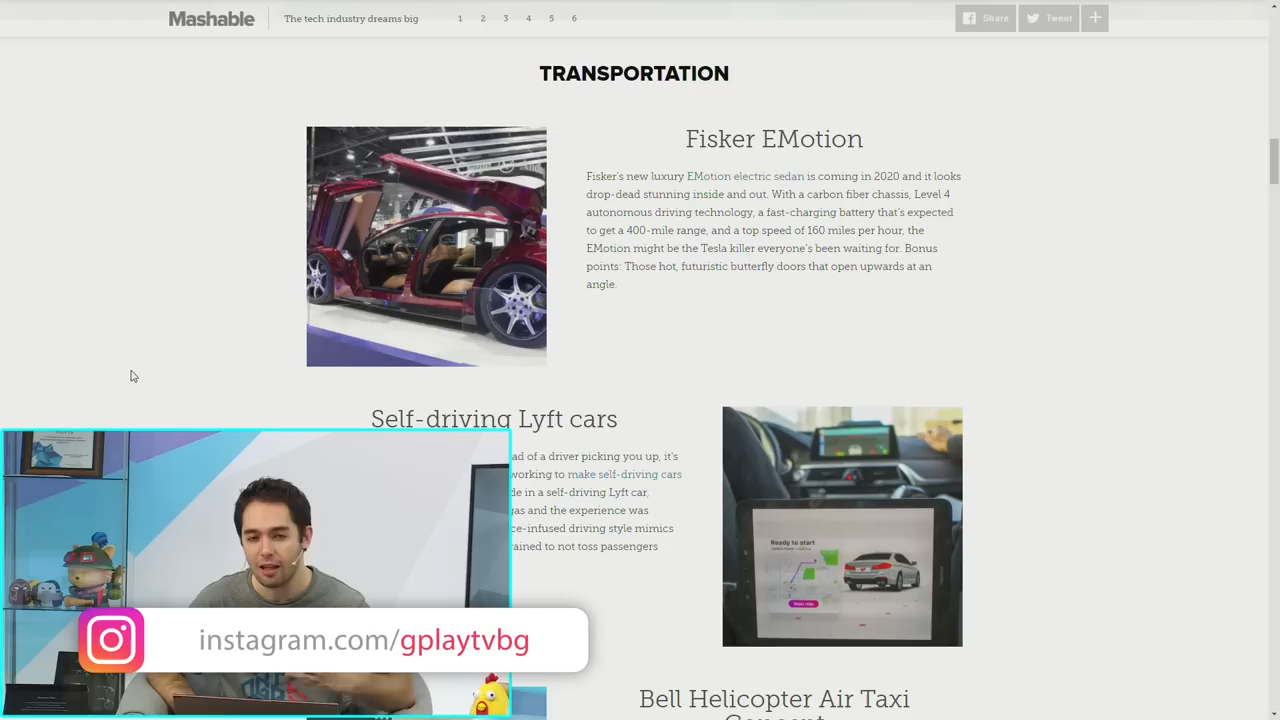 Mashable
The tech industry dreams big
1 2 3 4 5 6
Share
Tweet
+
TRANSPORTATION
Fisker EMotion
Fisker's new luxury EMotion electric sedan is coming in 2020 and it looks
drop-dead stunning inside and out. With a carbon fiber chassis, Level 4
autonomous driving technology, a fast-charging battery that's expected
to get a 400-mile range, and a top speed of 160 miles per hour, the
EMotion might be the Tesla killer everyone's been waiting for. Bonus
points: Those hot, futuristic butterfly doors that open upwards at an
angle.
Self-driving Lyft cars
ad of a driver picking you up, it's
working to make self-driving cars
de in a self-driving Lyft car,
gas and the experience was
ce-infused driving style mimics
rained to not toss passengers
Ready to start
instagram.com/gplaytvbg
Bell Helicopter Air Taxi